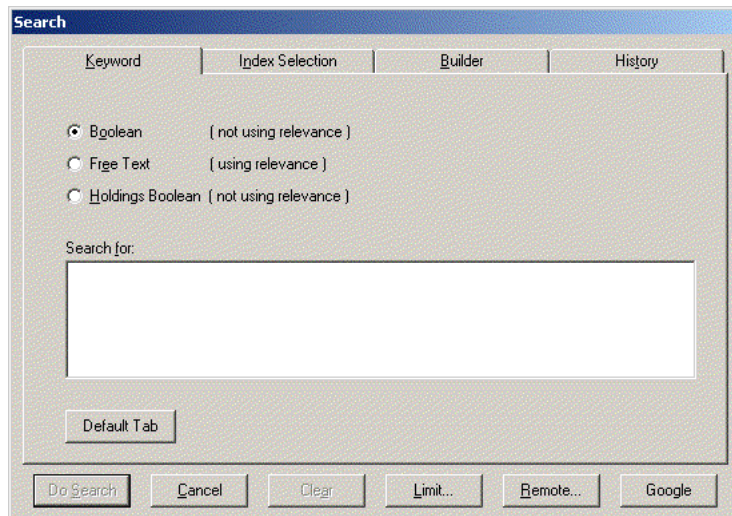 Search
Keyword Index Selection Builder History
Boolean ( not using relevance )
Free Text ( using relevance )
Holdings Boolean ( not using relevance )
Search for:
Default Tab
Do Search Cancel Clear Limit... Remote... Google